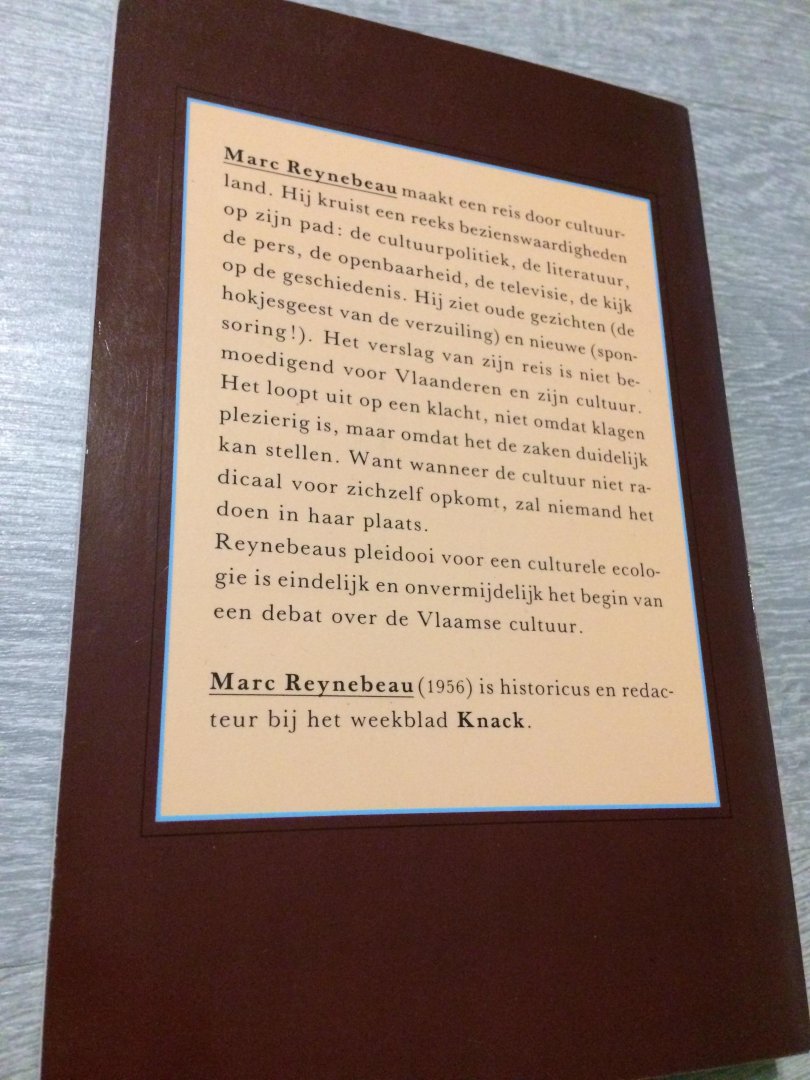 Marc Reynebeau maakt een reis door cultuur-
land. Hij kruist een reeks bezienswaardigheden
op zijn pad: de cultuurpolitiek, de literatuur,
de pers, de openbaarheid, de televisie, de kijk
op de geschiedenis. Hij ziet oude gezichten (de
hokjesgeest van de verzuiling) en nieuwe (spon-
soring!). Het verslag van zijn reis is niet be-
moedigend voor Vlaanderen en zijn cultuur.
Het loopt uit op een klacht, niet omdat klagen
plezierig is, maar omdat het de zaken duidelijk
kan stellen. Want wanneer de cultuur niet ra-
dicaal voor zichzelf opkomt, zal niemand het
doen in haar plaats.
Reynebeaus pleidooi voor een culturele ecolo-
gie is eindelijk en onvermijdelijk het begin van
een debat over de Vlaamse cultuur.
Marc Reynebeau (1956) is historicus en redac-
teur bij het weekblad Knack.